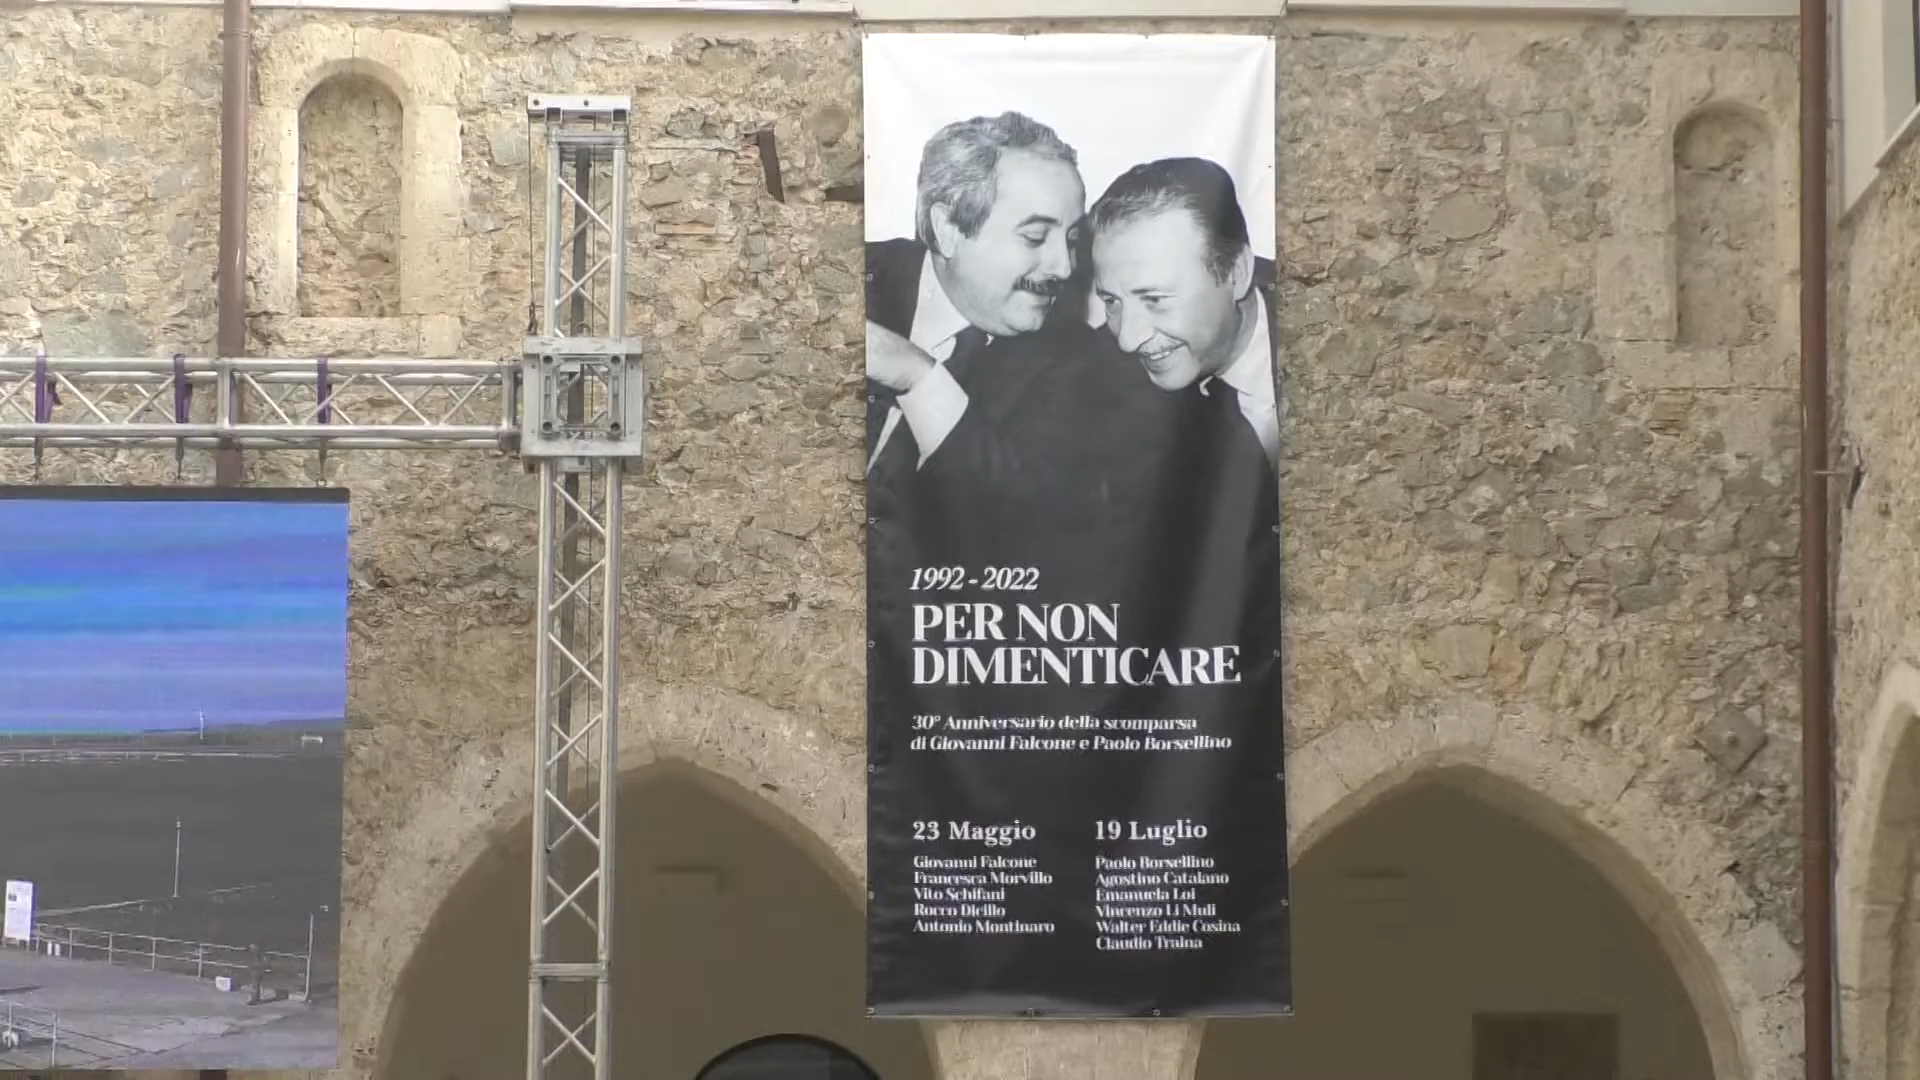 1992 - 2022
PER NON
DIMENTICARE
30° Anniversario della scomparsa
di Giovanni Falcone e Paolo Borsellino
23 Maggio
Giovanni Falcone
Francesca Morvillo
Vito Schifani
Rocco Dicillo
Antonio Montinaro
19 Luglio
Paolo Borsellino
Agostino Catalano
Emanuela Loi
Vincenzo Li Muli
Walter Eddie Cosina
Claudio Traina